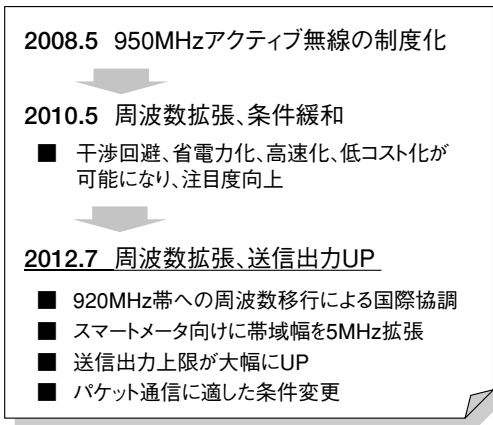 2008.5 950MHzアクティブ無線の制度化
2010.5 周波数拡張、条件緩和
■ 干渉回避、省電力化、高速化、低コスト化が
可能になり、注目度向上
2012.7 周波数拡張、送信出力UP
■ 920MHz帯への周波数移行による国際協調
■ スマートメータ向けに帯域幅を5MHz拡張
■ 送信出力上限が大幅にUP
■ パケット通信に適した条件変更